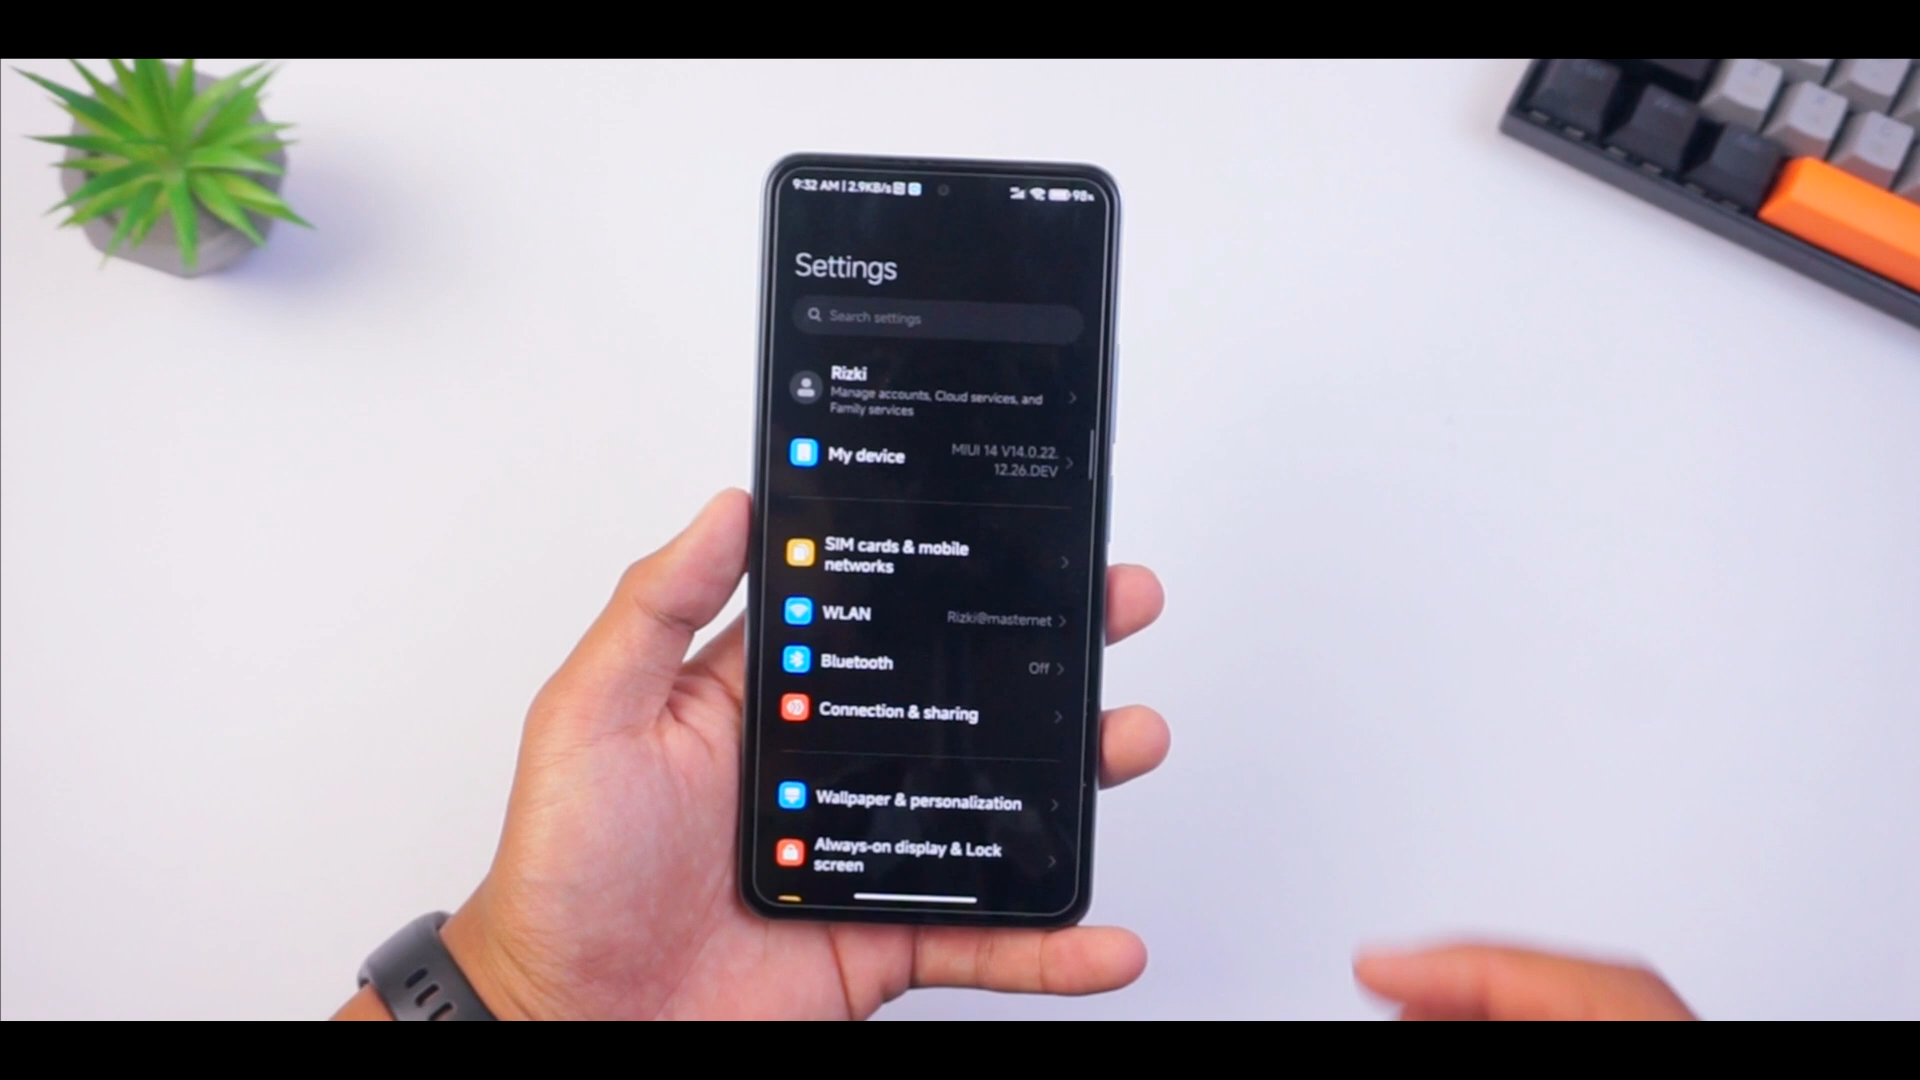 9:32 AM | 2.9KB/s
98%
Settings
Search settings
Rizki
Manage accounts, Cloud services, and
Family services
My device
MIUI 14 V14.0.22.
12.26.DEV
SIM cards & mobile
networks
WLAN
Rizki@masternet
Bluetooth
Off
Connection & sharing
Wallpaper & personalization
Always-on display & Lock
screen